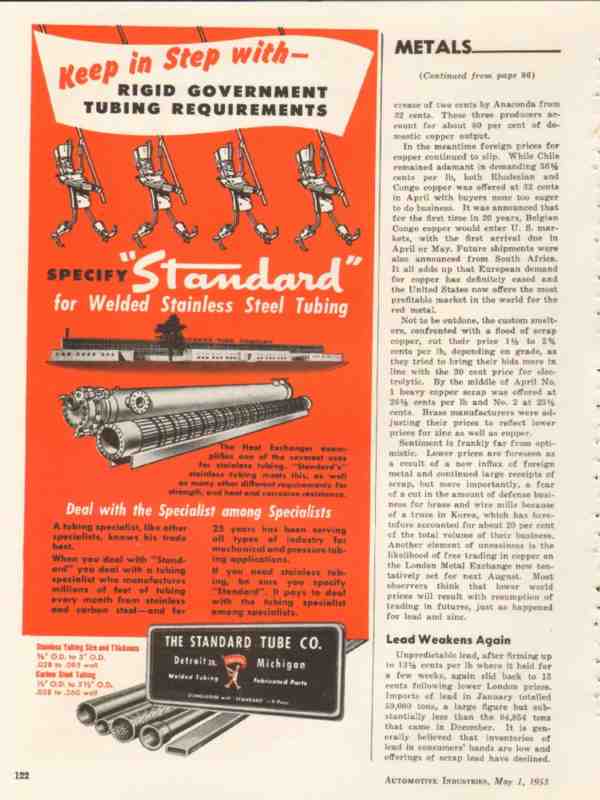 Keep in Step with—
RIGID GOVERNMENT
TUBING REQUIREMENTS
SPECIFY "Standard"
for Welded Stainless Steel Tubing
The Heat Exchanger exem-
plifies one of the severest uses
for stainless tubing. "Standard's"
stainless tubing meets this, as well
as many other different requirements for
strength, and heat and corrosion resistance.
Deal with the Specialist among Specialists
A tubing specialist, like other
specialists, knows his trade
best.
When you deal with "Stand-
ard" you deal with a tubing
specialist who manufactures
millions of feet of tubing
every month from stainless
and carbon steel—and for
25 years has been serving
all types of industry for
mechanical and pressure tub-
ing applications.
If you need stainless tub-
ing, be sure you specify
"Standard". It pays to deal
with the tubing specialist
among specialists.
Stainless Tubing Size and Thickness
O.D. to 3" O.D.
.028 to .083 wall
Carbon Steel Tubing
O.D. to 5½" O.D.
.028 to .260 wall
THE STANDARD TUBE CO.
Detroit 28, Michigan
Welded Tubing Fabricated Parts
METALS
(Continued from page 86)
crease of two cents by Anaconda from
32 cents. These three producers ac-
count for about 80 per cent of do-
mestic copper output.
In the meantime foreign prices for
copper continued to slip. While Chile
remained adamant in demanding 36½
cents per lb, both Rhodesian and
Congo copper was offered at 32 cents
in April with buyers none too eager
to do business. It was announced that
for the first time in 20 years, Belgian
Congo copper would enter U. S. mar-
kets, with the first arrival due in
April or May. Future shipments were
also announced from South Africa.
It all adds up that European demand
for copper has definitely eased and
the United States now offers the most
profitable market in the world for the
red metal.
Not to be outdone, the custom smelt-
ers, confronted with a flood of scrap
copper, cut their price 1½ to
cents per lb, depending on grade, as
they tried to bring their bids more in
line with the 30 cent price for elec-
trolytic. By the middle of April No.
1 heavy copper scrap was offered at
cents per lb and No. 2 at
cents. Brass manufacturers were ad-
justing their prices to reflect lower
prices for zinc as well as copper.
Sentiment is frankly far from opti-
mistic. Lower prices are foreseen as
a result of a new influx of foreign
metal and continued large receipts of
scrap, but more importantly, a fear
of a cut in the amount of defense busi-
ness for brass and wire mills because
of a truce in Korea, which has here-
tofore accounted for about 20 per cent
of the total volume of their business.
Another element of uneasiness is the
likelihood of free trading in copper on
the London Metal Exchange now ten-
tatively set for next August. Most
observers think that lower world
prices will result with resumption of
trading in futures, just as happened
for lead and zinc.
Lead Weakens Again
Unpredictable lead, after firming up
to 13½ cents per lb where it held for
a few weeks, again slid back to 13
cents following lower London prices.
Imports of lead in January totalled
59,000 tons, a large figure but sub-
stantially less than the 94,854 tons
that came in December. It is gen-
erally believed that inventories of
lead in consumers' hands are low and
offerings of scrap lead have declined.
122
AUTOMOTIVE INDUSTRIES, May 1, 1953